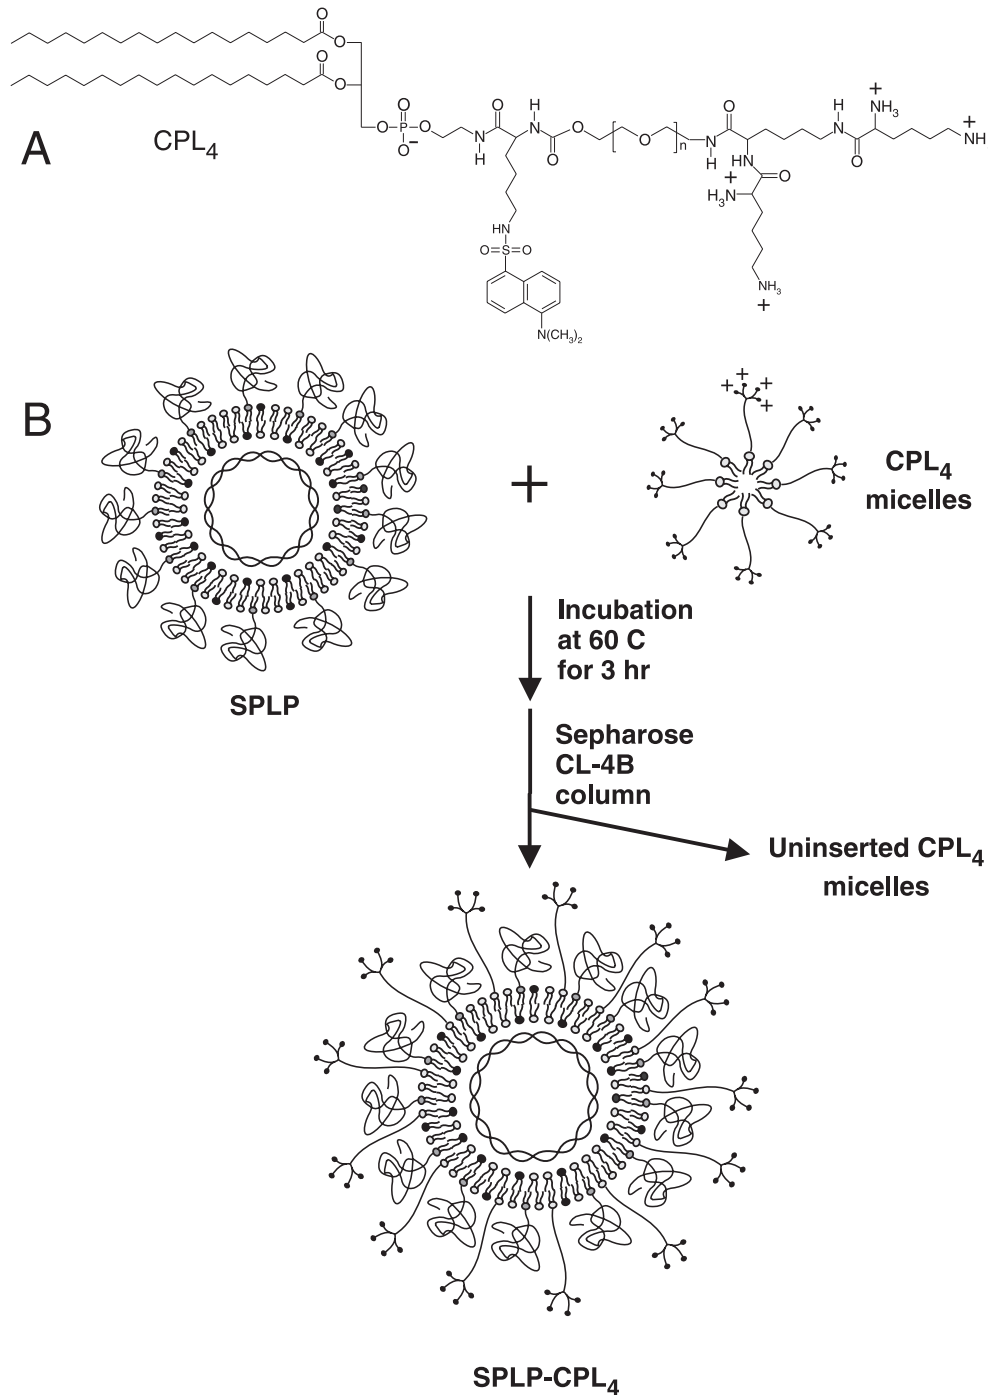 A
CPL4
O
O
O
O
O
O P O
O-
O
N
H
H
N
O
O
O
n
N
H
O
HN
O
H
N
O
+
NH3
+
NH
+
H3N
NH3
+
HN
O=S=O
N(CH3)2
B
+
+
+
+
+
CPL4
micelles
SPLP
Incubation
at 60 C
for 3 hr
Sepharose
CL-4B
column
Uninserted CPL4
micelles
SPLP-CPL4